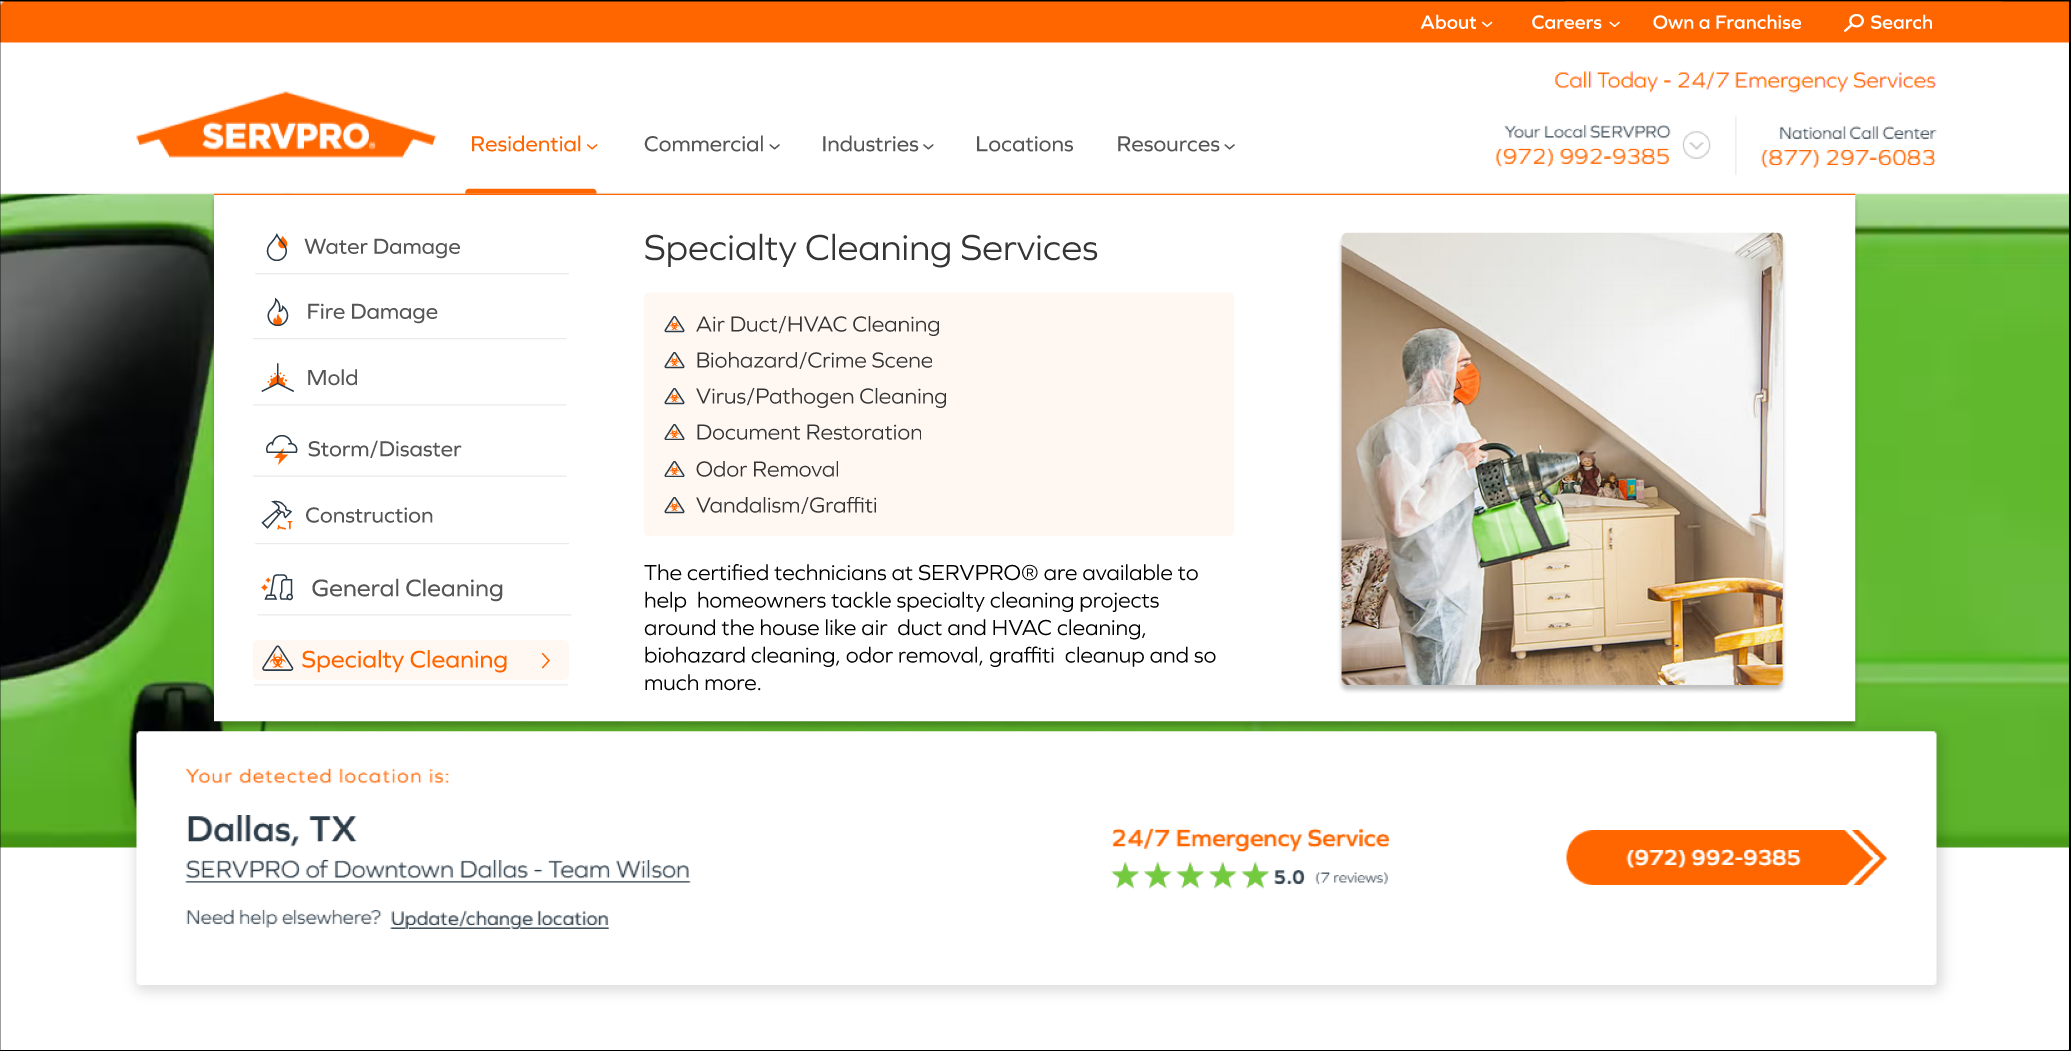 About
Careers
Own a Franchise
Search
Call Today - 24/7 Emergency Services
SERVPRO®
Residential
Commercial
Industries
Locations
Resources
Your Local SERVPRO
(972) 992-9385
National Call Center
(877) 297-6083
Water Damage
Fire Damage
Mold
Storm/Disaster
Construction
General Cleaning
Specialty Cleaning
Specialty Cleaning Services
Air Duct/HVAC Cleaning
Biohazard/Crime Scene
Virus/Pathogen Cleaning
Document Restoration
Odor Removal
Vandalism/Graffiti
The certified technicians at SERVPRO® are available to
help homeowners tackle specialty cleaning projects
around the house like air duct and HVAC cleaning,
biohazard cleaning, odor removal, graffiti cleanup and so
much more.
Your detected location is:
Dallas, TX
SERVPRO of Downtown Dallas - Team Wilson
Need help elsewhere? Update/change location
24/7 Emergency Service
5.0 (7 reviews)
(972) 992-9385